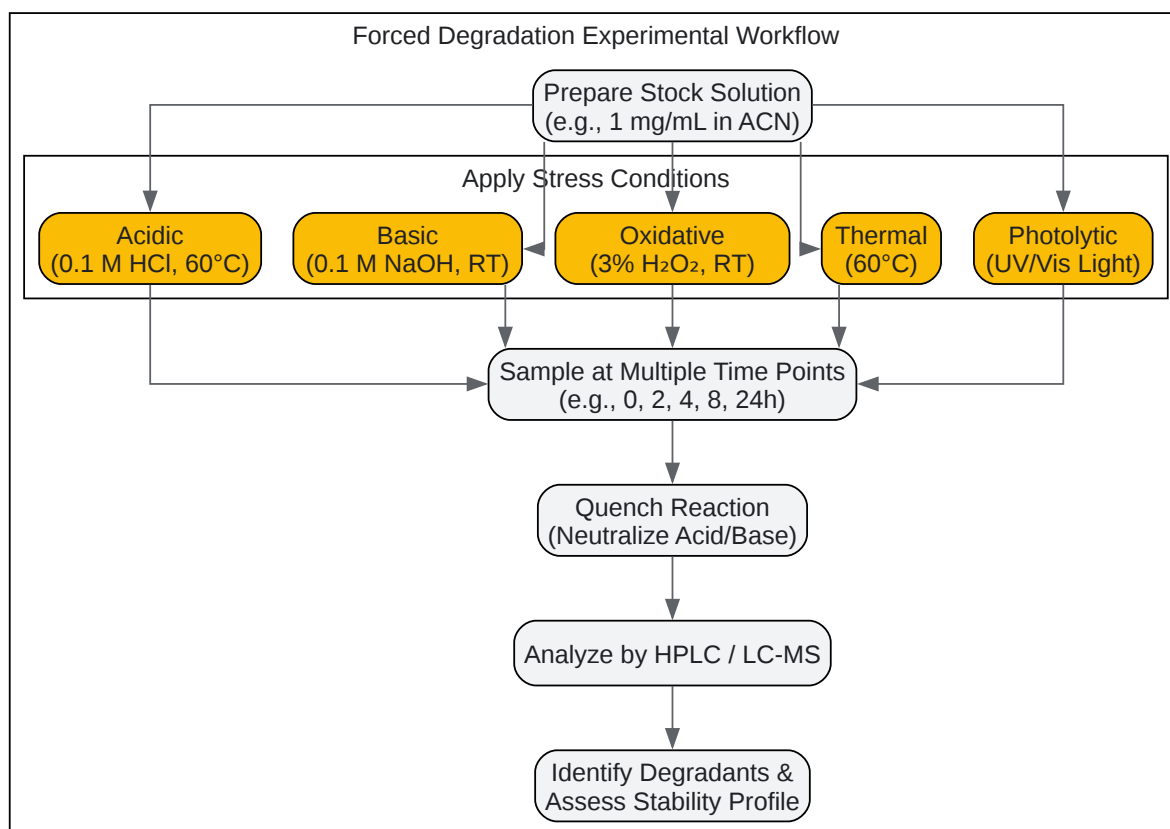 Forced Degradation Experimental Workflow
Prepare Stock Solution
(e.g., 1 mg/mL in ACN)
Apply Stress Conditions
Acidic
(0.1 M HCl, 60°C)
Basic
(0.1 M NaOH, RT)
Oxidative
(3% H₂O₂, RT)
Thermal
(60°C)
Photolytic
(UV/Vis Light)
Sample at Multiple Time Points
(e.g., 0, 2, 4, 8, 24h)
Quench Reaction
(Neutralize Acid/Base)
Analyze by HPLC / LC-MS
Identify Degradants &
Assess Stability Profile